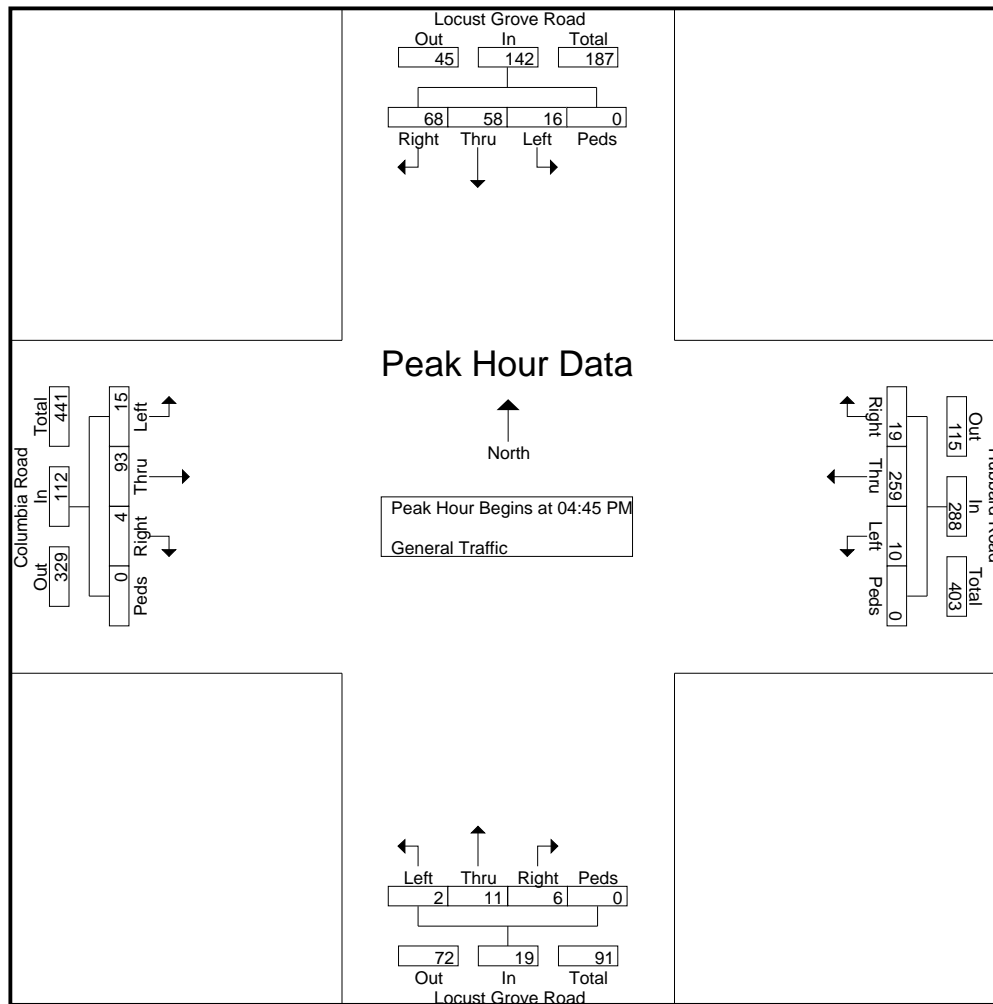 Locust Grove Road
Out In Total
45 142 187
68 58 16 0
Right Thru Left Peds
Peak Hour Data
North
Peak Hour Begins at 04:45 PM
General Traffic
Columbia Road
Out In Total
329 112 441
15 93 4 0
Left Thru Right Peds
Right Thru Left Peds
19 259 10 0
Out In Total
115 288 403
Road
Left Thru Right Peds
2 11 6 0
72 19 91
Out In Total
Locust Grove Road